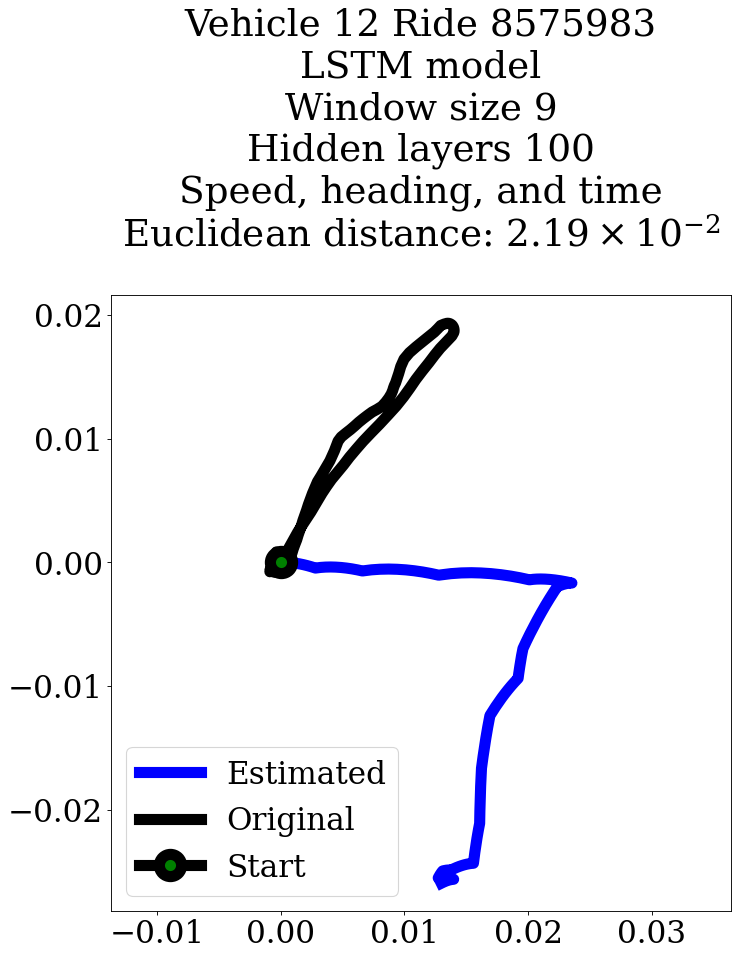 Vehicle 12 Ride 8575983
LSTM model
Window size 9
Hidden layers 100
Speed, heading, and time
Euclidean distance: 2.19 × 10⁻²
0.02
0.01
0.00
−0.01
−0.02
Estimated
Original
Start
−0.01 0.00 0.01 0.02 0.03